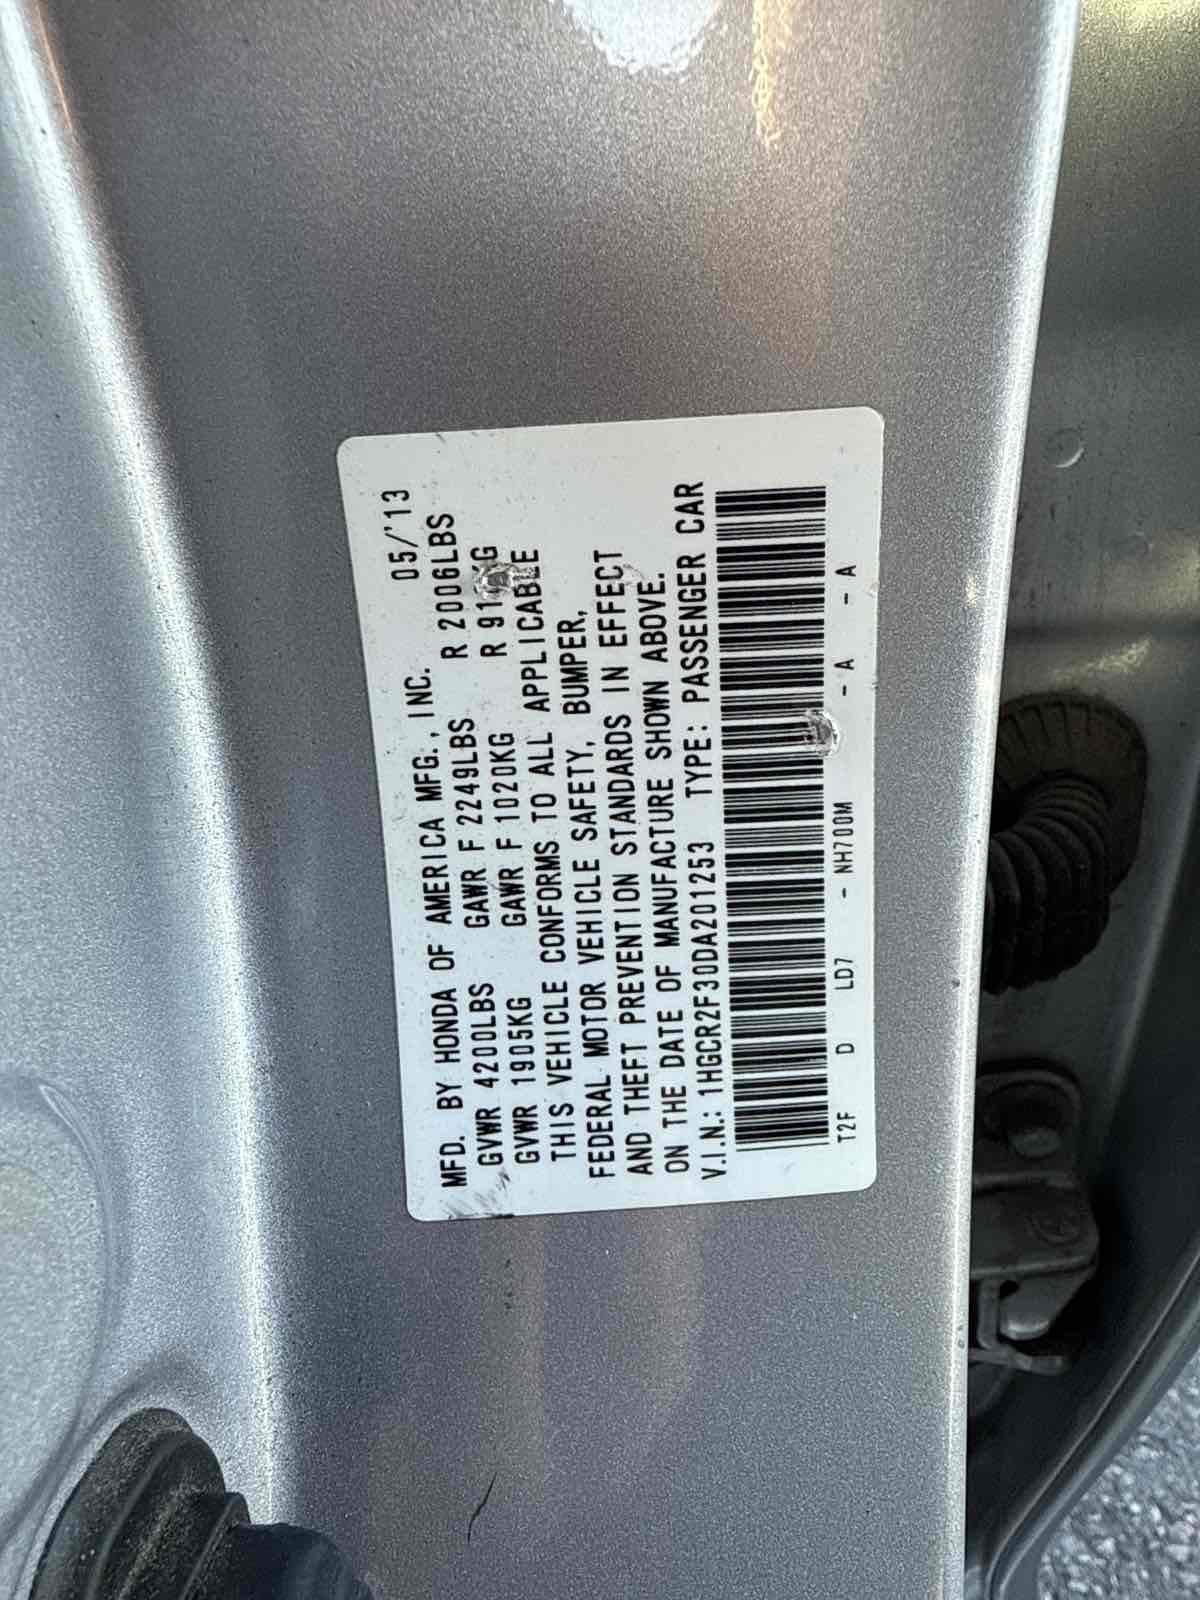 MFD. BY HONDA OF AMERICA MFG., INC. 05/'13
GVWR 4200LBS GAWR F 2249LBS R 2006LBS
GVWR 1905KG GAWR F 1020KG R
THIS VEHICLE CONFORMS TO ALL APPLICABLE
FEDERAL MOTOR VEHICLE SAFETY, BUMPER,
AND THEFT PREVENTION STANDARDS IN EFFECT
ON THE DATE OF MANUFACTURE SHOWN ABOVE.
V.I.N.: 1HGCR2F30DA201253 TYPE: PASSENGER CAR
T2F D LD7 - NH700M - A - A